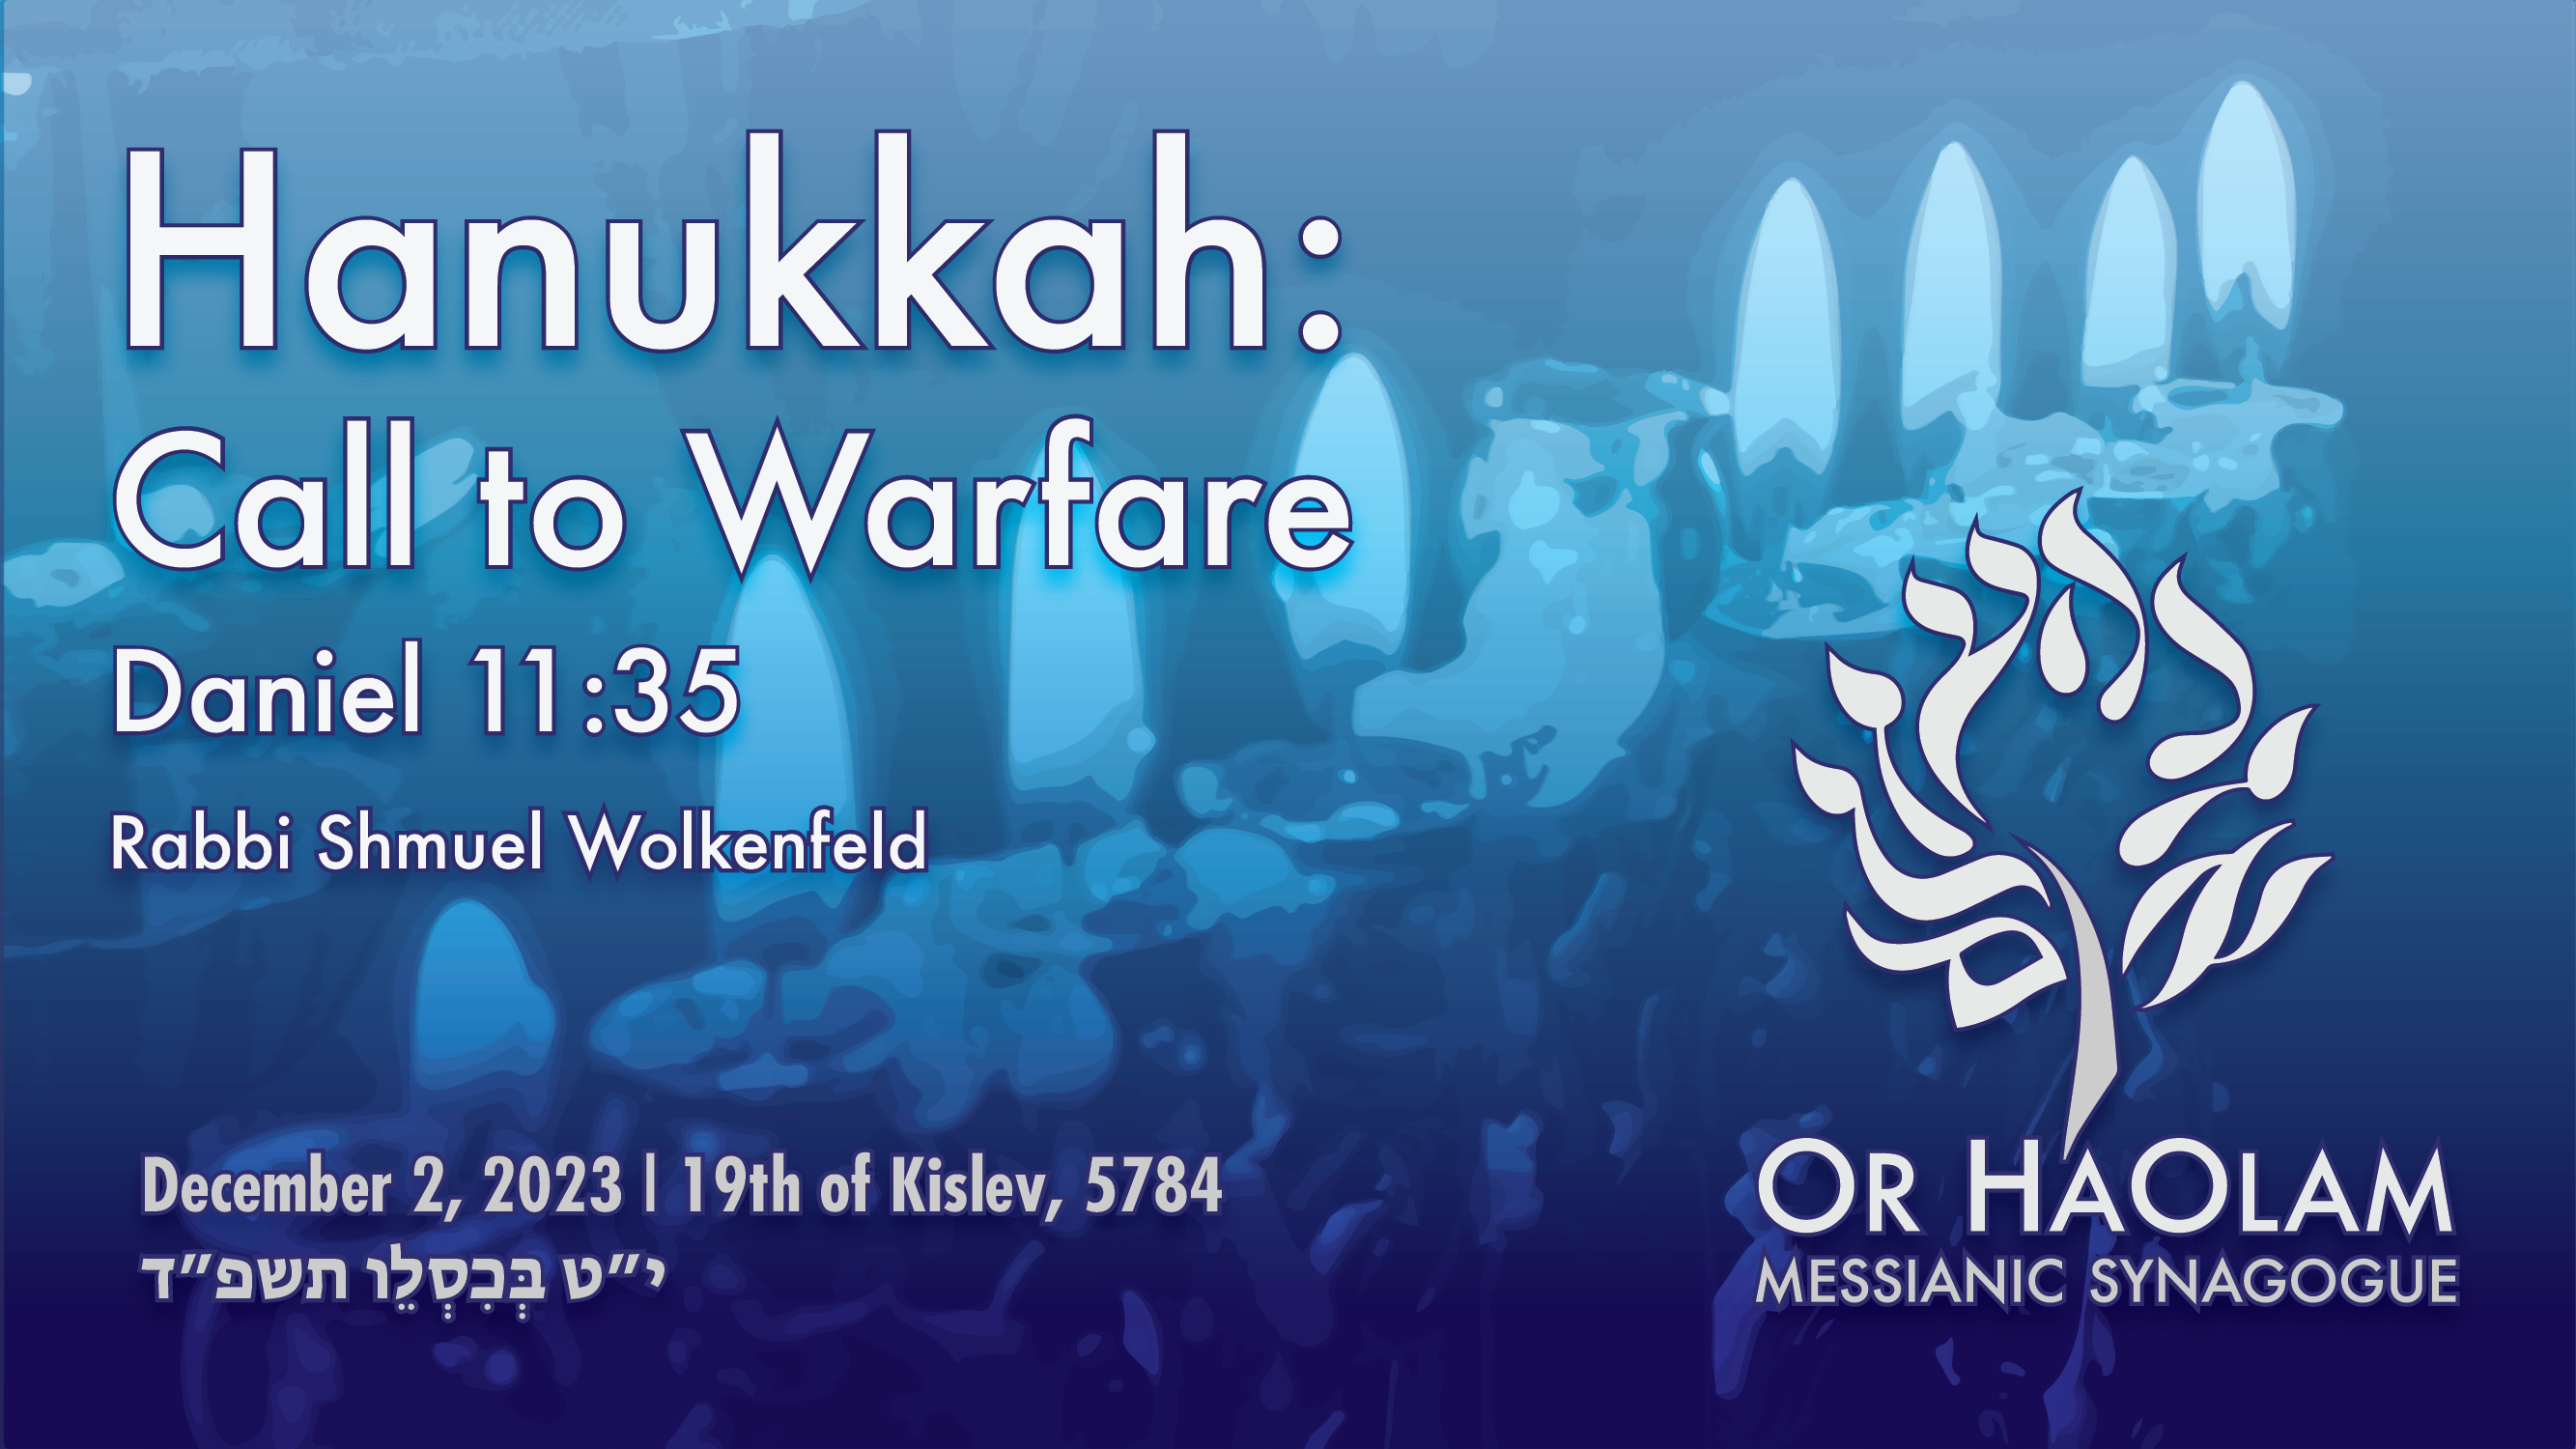 Hanukkah:
Call to Warfare
Daniel 11:35
Rabbi Shmuel Wolkenfeld
December 2, 2023 | 19th of Kislev, 5784
י״ט בְּכִסְלֵו תשפ״ד
OR HAOLAM
MESSIANIC SYNAGOGUE